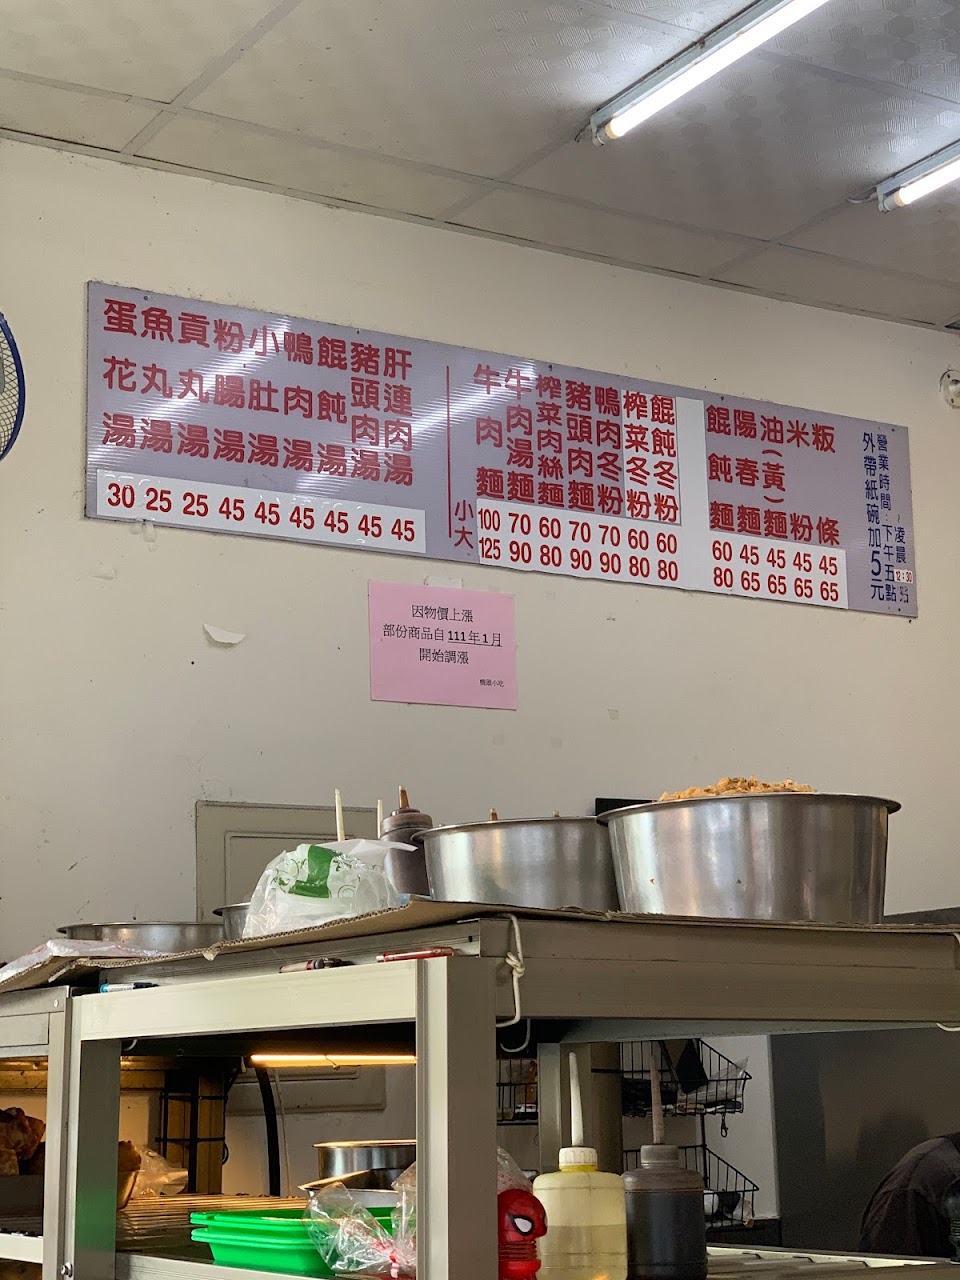 營業時間:下午五點
~凌晨12:30
外帶紙碗加5元
粄條
米粉
油(黃)麵
陽春麵
餛飩麵
60 45 45 45 45
80 65 65 65 65
餛飩冬粉
榨菜冬粉
鴨肉冬粉
豬頭肉麵
榨菜肉絲麵
牛肉湯麵
牛肉麵
小 100 70 60 70 70 60 60
大 125 90 80 90 90 80 80
肝連肉湯
豬頭肉湯
餛飩湯
鴨肉湯
小肚湯
粉腸湯
貢丸湯
魚丸湯
蛋花湯
30 25 25 45 45 45 45 45 45
因物價上漲
部份商品自 111 年 1 月
開始調漲